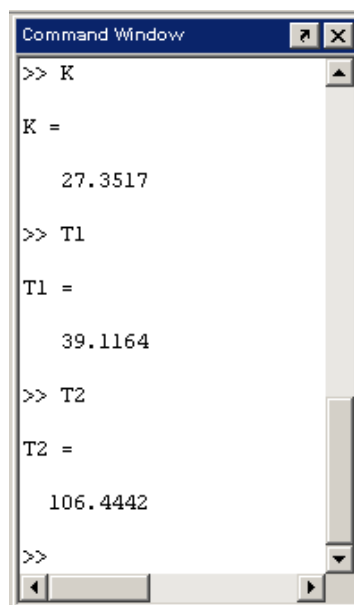 Command Window
>> K
K =
27.3517
>> T1
T1 =
39.1164
>> T2
T2 =
106.4442
>>